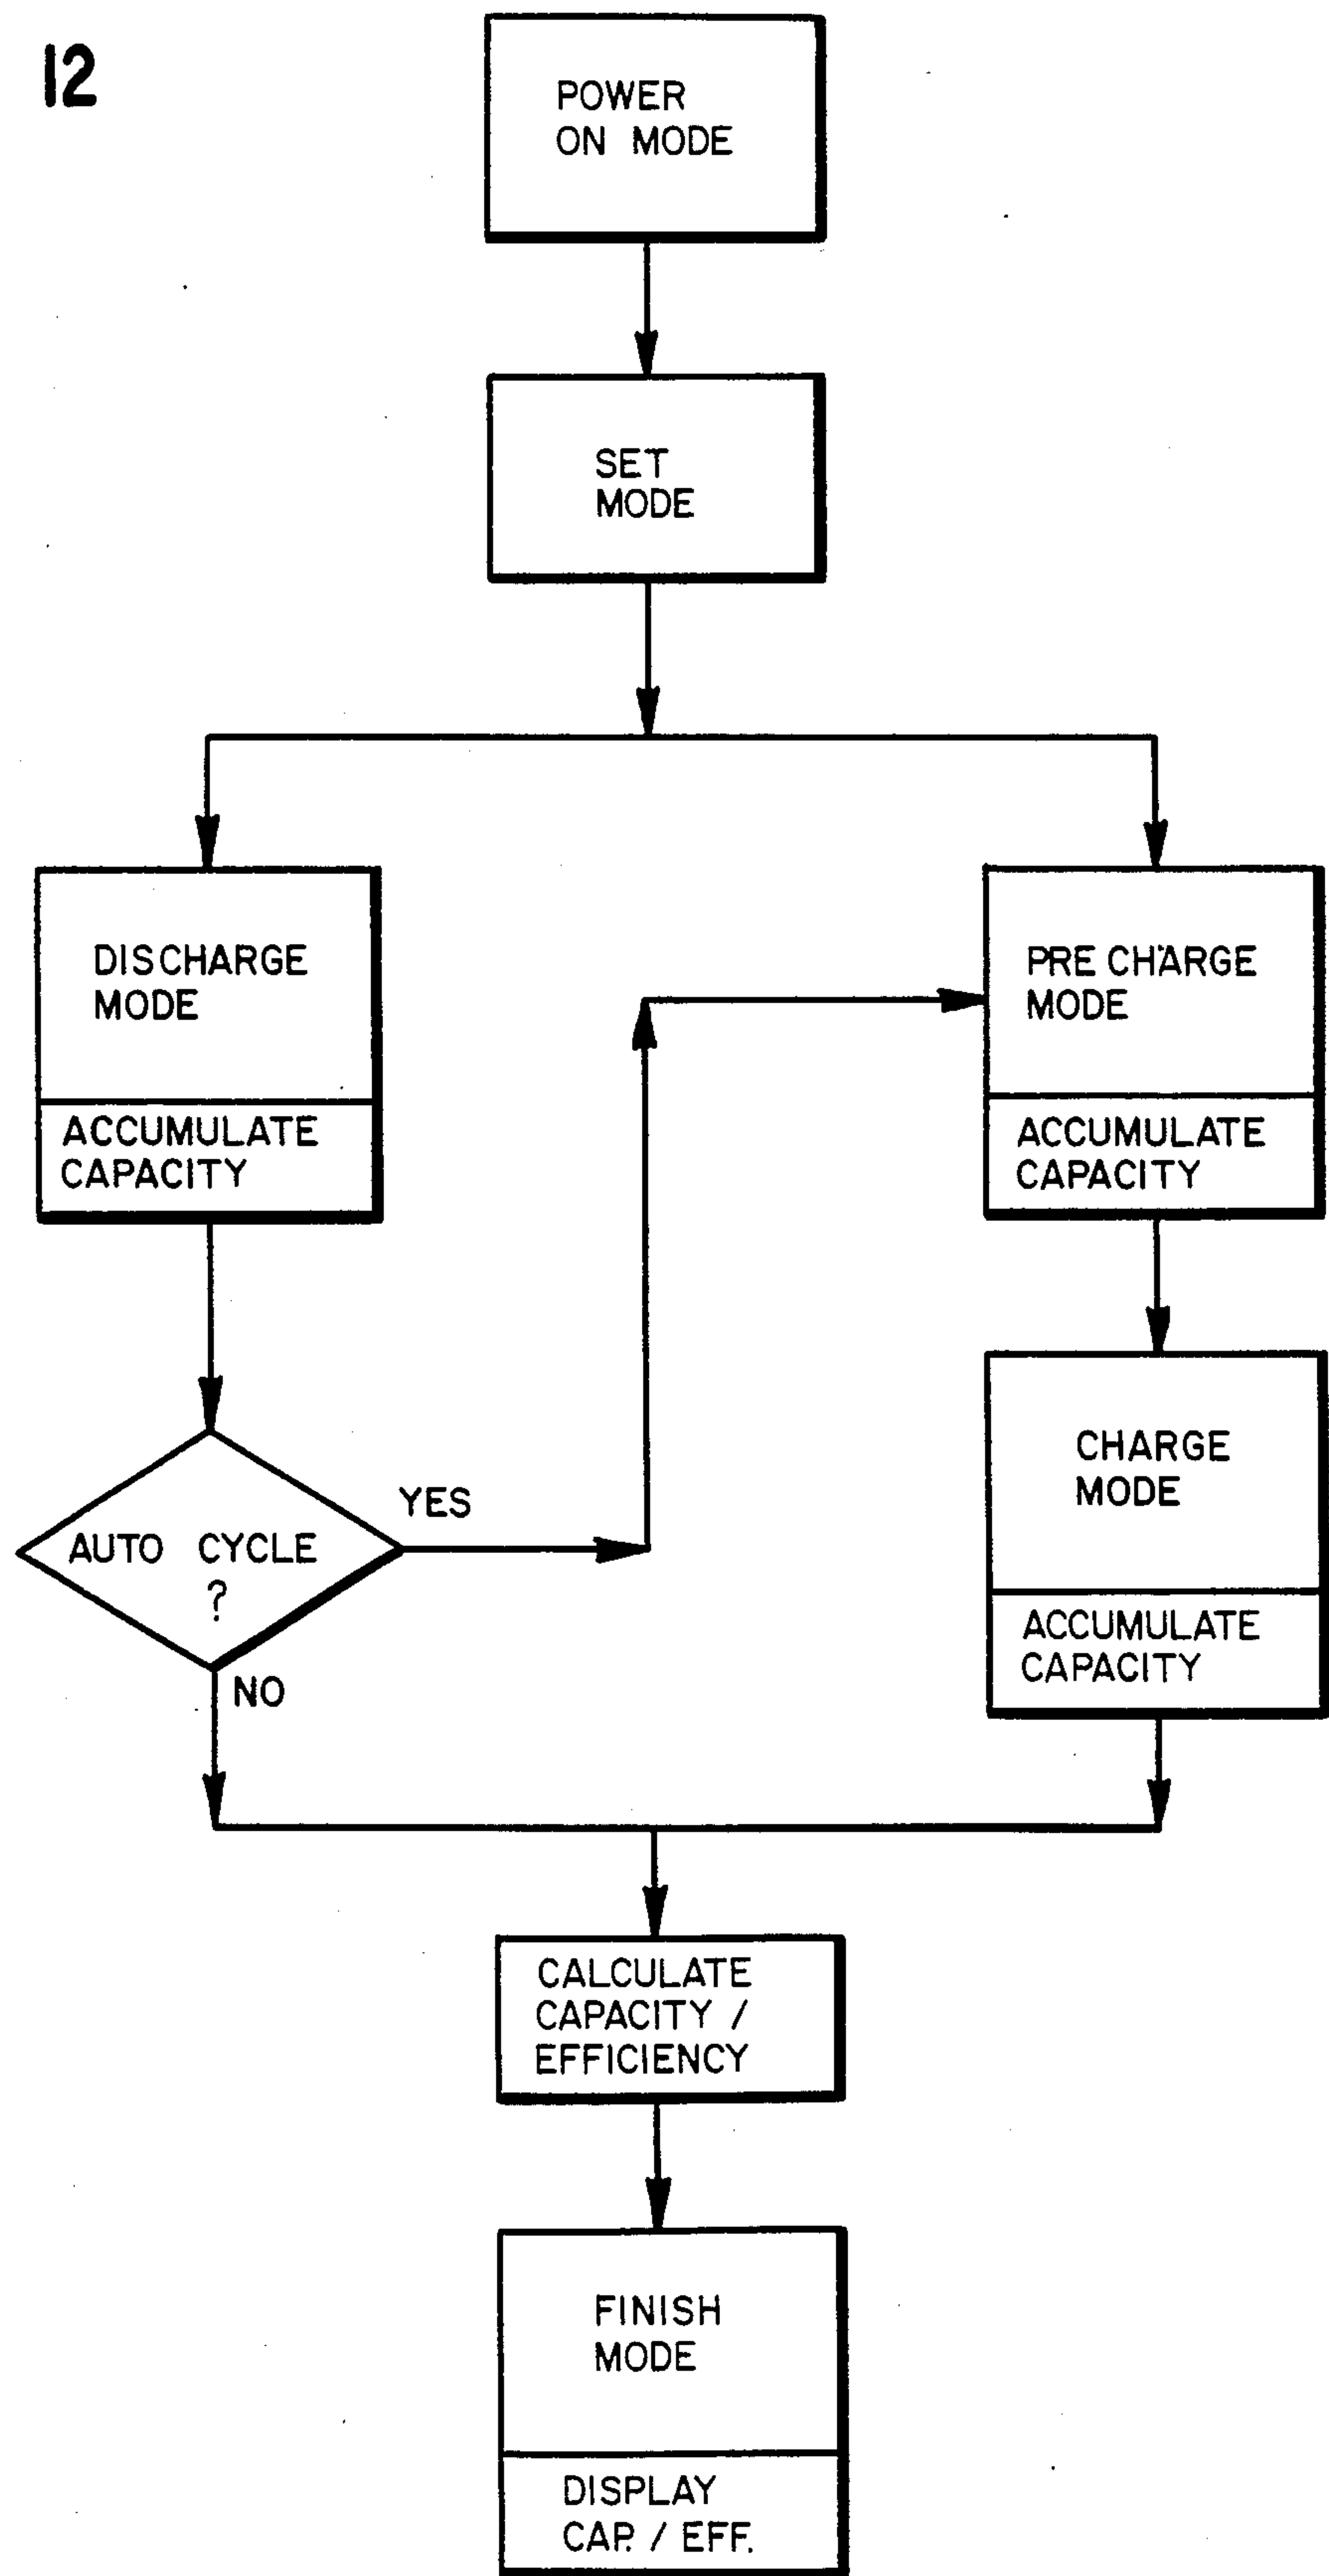 12
POWER
ON MODE
SET
MODE
DISCHARGE
MODE
ACCUMULATE
CAPACITY
PRE CHARGE
MODE
ACCUMULATE
CAPACITY
CHARGE
MODE
ACCUMULATE
CAPACITY
AUTO CYCLE
?
YES
NO
CALCULATE
CAPACITY /
EFFICIENCY
FINISH
MODE
DISPLAY
CAP. / EFF.